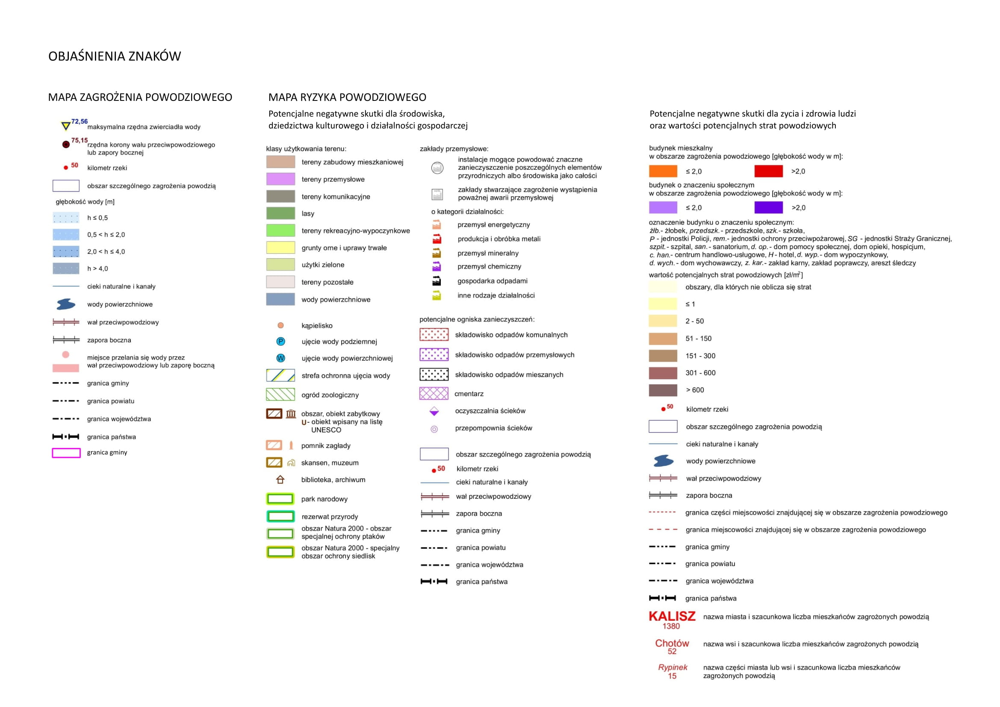 OBJAŚNIENIA ZNAKÓW
MAPA ZAGROŻENIA POWODZIOWEGO
72,56
maksymalna rzędna zwierciadła wody
75,15
rzędna korony wału przeciwpowodziowego
lub zapory bocznej
50
kilometr rzeki
obszar szczególnego zagrożenia powodzią
głębokość wody [m]
h ≤ 0,5
0,5 < h ≤ 2,0
2,0 < h ≤ 4,0
h > 4,0
cieki naturalne i kanały
wody powierzchniowe
wał przeciwpowodziowy
zapora boczna
miejsce przelania się wody przez
wał przeciwpowodziowy lub zaporę boczną
granica gminy
granica powiatu
granica województwa
granica państwa
granica gminy
MAPA RYZYKA POWODZIOWEGO
Potencjalne negatywne skutki dla środowiska,
dziedzictwa kulturowego i działalności gospodarczej
klasy użytkowania terenu:
tereny zabudowy mieszkaniowej
tereny przemysłowe
tereny komunikacyjne
lasy
tereny rekreacyjno-wypoczynkowe
grunty orne i uprawy trwałe
użytki zielone
tereny pozostałe
wody powierzchniowe
kąpielisko
P
ujęcie wody podziemnej
W
ujęcie wody powierzchniowej
strefa ochronna ujęcia wody
ogród zoologiczny
obszar, obiekt zabytkowy
U- obiekt wpisany na listę
UNESCO
pomnik zagłady
skansen, muzeum
biblioteka, archiwum
park narodowy
rezerwat przyrody
obszar Natura 2000 - obszar
specjalnej ochrony ptaków
obszar Natura 2000 - specjalny
obszar ochrony siedlisk
zakłady przemysłowe:
instalacje mogące powodować znaczne
zanieczyszczenie poszczególnych elementów
przyrodniczych albo środowiska jako całości
zakłady stwarzające zagrożenie wystąpienia
poważnej awarii przemysłowej
o kategorii działalności:
przemysł energetyczny
produkcja i obróbka metali
przemysł mineralny
przemysł chemiczny
gospodarka odpadami
inne rodzaje działalności
potencjalne ogniska zanieczyszczeń:
składowisko odpadów komunalnych
składowisko odpadów przemysłowych
składowisko odpadów mieszanych
cmentarz
oczyszczalnia ścieków
przepompownia ścieków
obszar szczególnego zagrożenia powodzią
50
kilometr rzeki
cieki naturalne i kanały
wał przeciwpowodziowy
zapora boczna
granica gminy
granica powiatu
granica województwa
granica państwa
Potencjalne negatywne skutki dla zycia i zdrowia ludzi
oraz wartości potencjalnych strat powodziowych
budynek mieszkalny
w obszarze zagrożenia powodziowego [głębokość wody w m]:
≤ 2,0 >2,0
budynek o znaczeniu społecznym
w obszarze zagrożenia powodziowego [głębokość wody w m]:
≤ 2,0 >2,0
oznaczenie budynku o znaczeniu społecznym:
żłb.- żłobek, przedszk.- przedszkole, szk.- szkoła,
P - jednostki Policji, rem.- jednostki ochrony przeciwpożarowej, SG - jednostki Straży Granicznej,
szpit.- szpital, san.- sanatorium, d. op.- dom pomocy społecznej, dom opieki, hospicjum,
c. han.- centrum handlowo-usługowe, H - hotel, d. wyp.- dom wypoczynkowy,
d. wych.- dom wychowawczy, z. kar.- zakład karny, zakład poprawczy, areszt śledczy
wartość potencjalnych strat powodziowych [zł/m²]
obszary, dla których nie oblicza się strat
≤ 1
2 - 50
51 - 150
151 - 300
301 - 600
> 600
50
kilometr rzeki
obszar szczególnego zagrożenia powodzią
cieki naturalne i kanały
wody powierzchniowe
wał przeciwpowodziowy
zapora boczna
granica części miejscowości znajdującej się w obszarze zagrożenia powodziowego
granica miejscowości znajdującej się w obszarze zagrożenia powodziowego
granica gminy
granica powiatu
granica województwa
granica państwa
KALISZ
1380
nazwa miasta i szacunkowa liczba mieszkańców zagrożonych powodzią
Chotów
52
nazwa wsi i szacunkowa liczba mieszkańców zagrożonych powodzią
Rypinek
15
nazwa części miasta lub wsi i szacunkowa liczba mieszkańców
zagrożonych powodzią